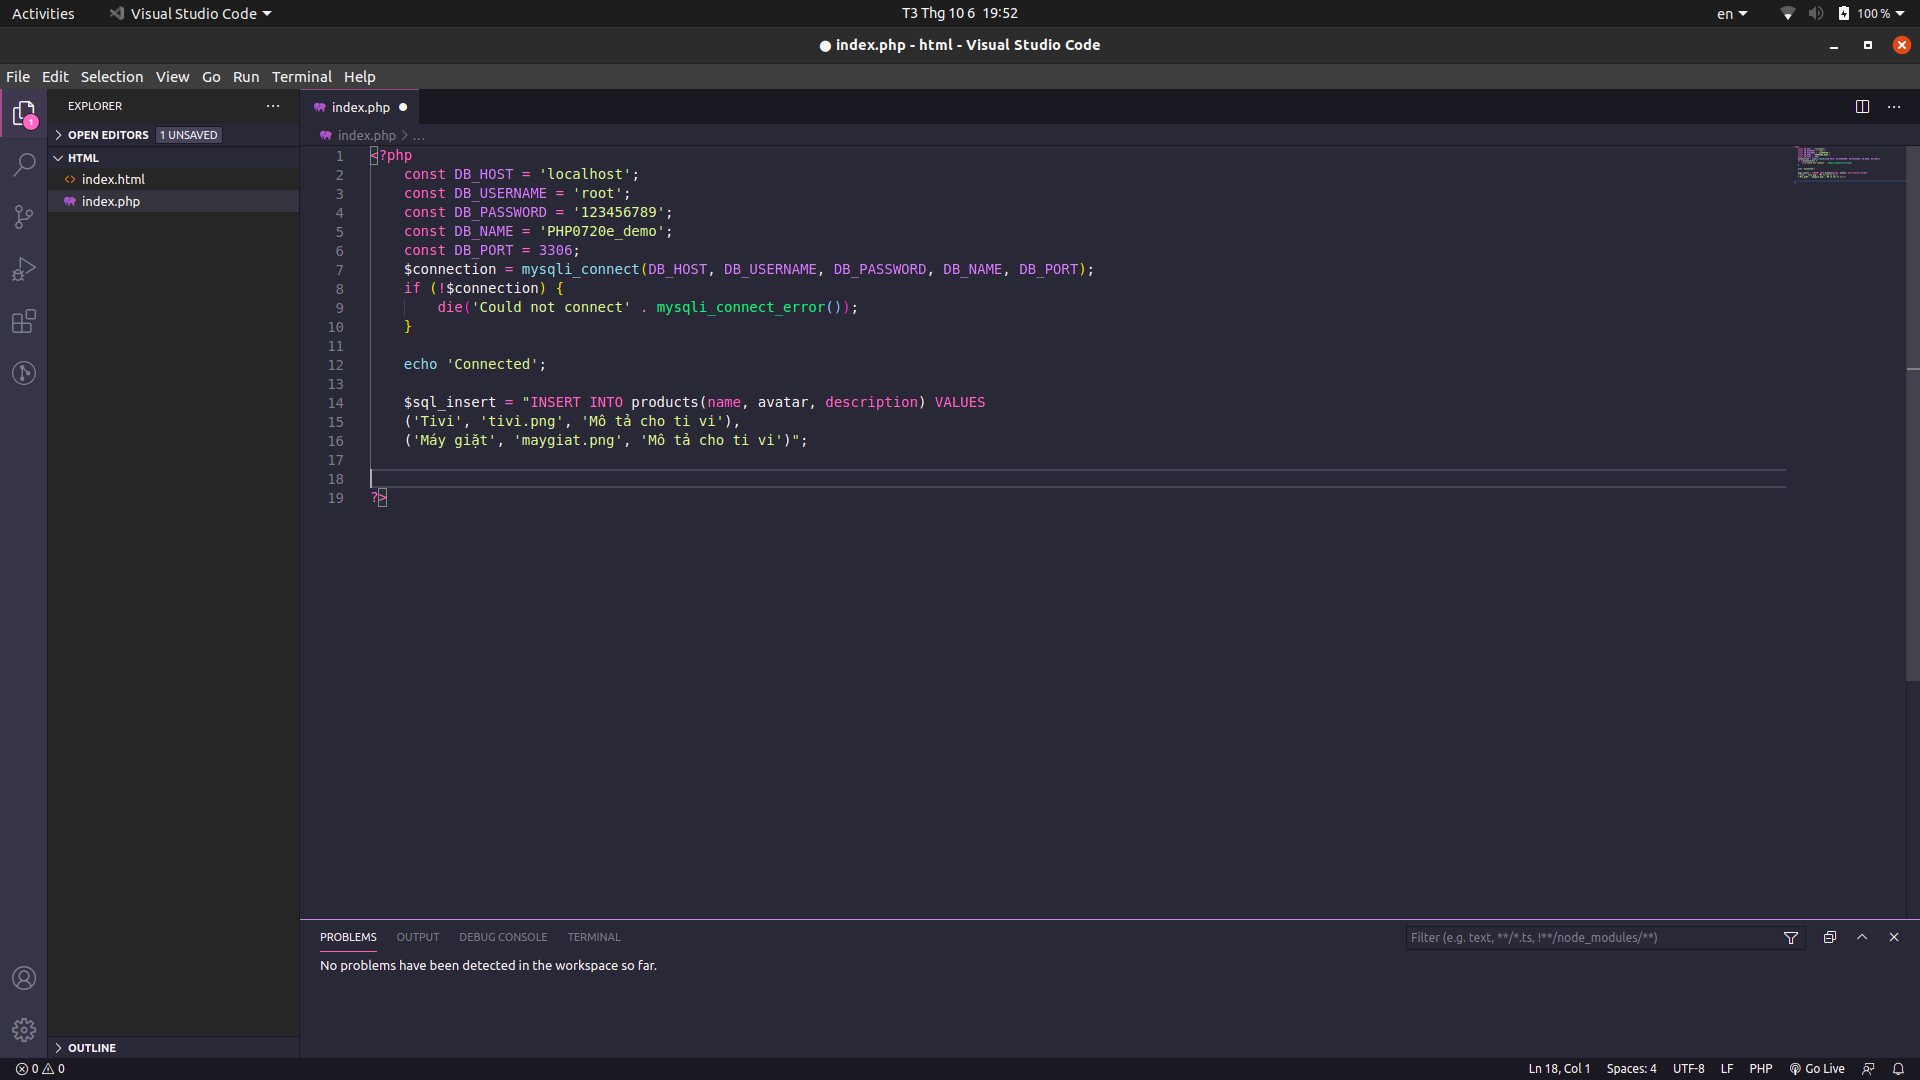 Activities Visual Studio Code T3 Thg 10 6 19:52 en 100 %
● index.php - html - Visual Studio Code
File Edit Selection View Go Run Terminal Help
EXPLORER
1
OPEN EDITORS 1 UNSAVED
HTML
index.html
index.php
OUTLINE
index.php ●
index.php > ...
1 <?php
2 const DB_HOST = 'localhost';
3 const DB_USERNAME = 'root';
4 const DB_PASSWORD = '123456789';
5 const DB_NAME = 'PHP0720e_demo';
6 const DB_PORT = 3306;
7 $connection = mysqli_connect(DB_HOST, DB_USERNAME, DB_PASSWORD, DB_NAME, DB_PORT);
8 if (!$connection) {
9 die('Could not connect' . mysqli_connect_error());
10 }
11
12 echo 'Connected';
13
14 $sql_insert = "INSERT INTO products(name, avatar, description) VALUES
15 ('Tivi', 'tivi.png', 'Mô tả cho ti vi'),
16 ('Máy giặt', 'maygiat.png', 'Mô tả cho ti vi')";
17
18
19 ?>
PROBLEMS OUTPUT DEBUG CONSOLE TERMINAL Filter (e.g. text, **/*.ts, !**/node_modules/**)
No problems have been detected in the workspace so far.
0 0 Ln 18, Col 1 Spaces: 4 UTF-8 LF PHP Go Live